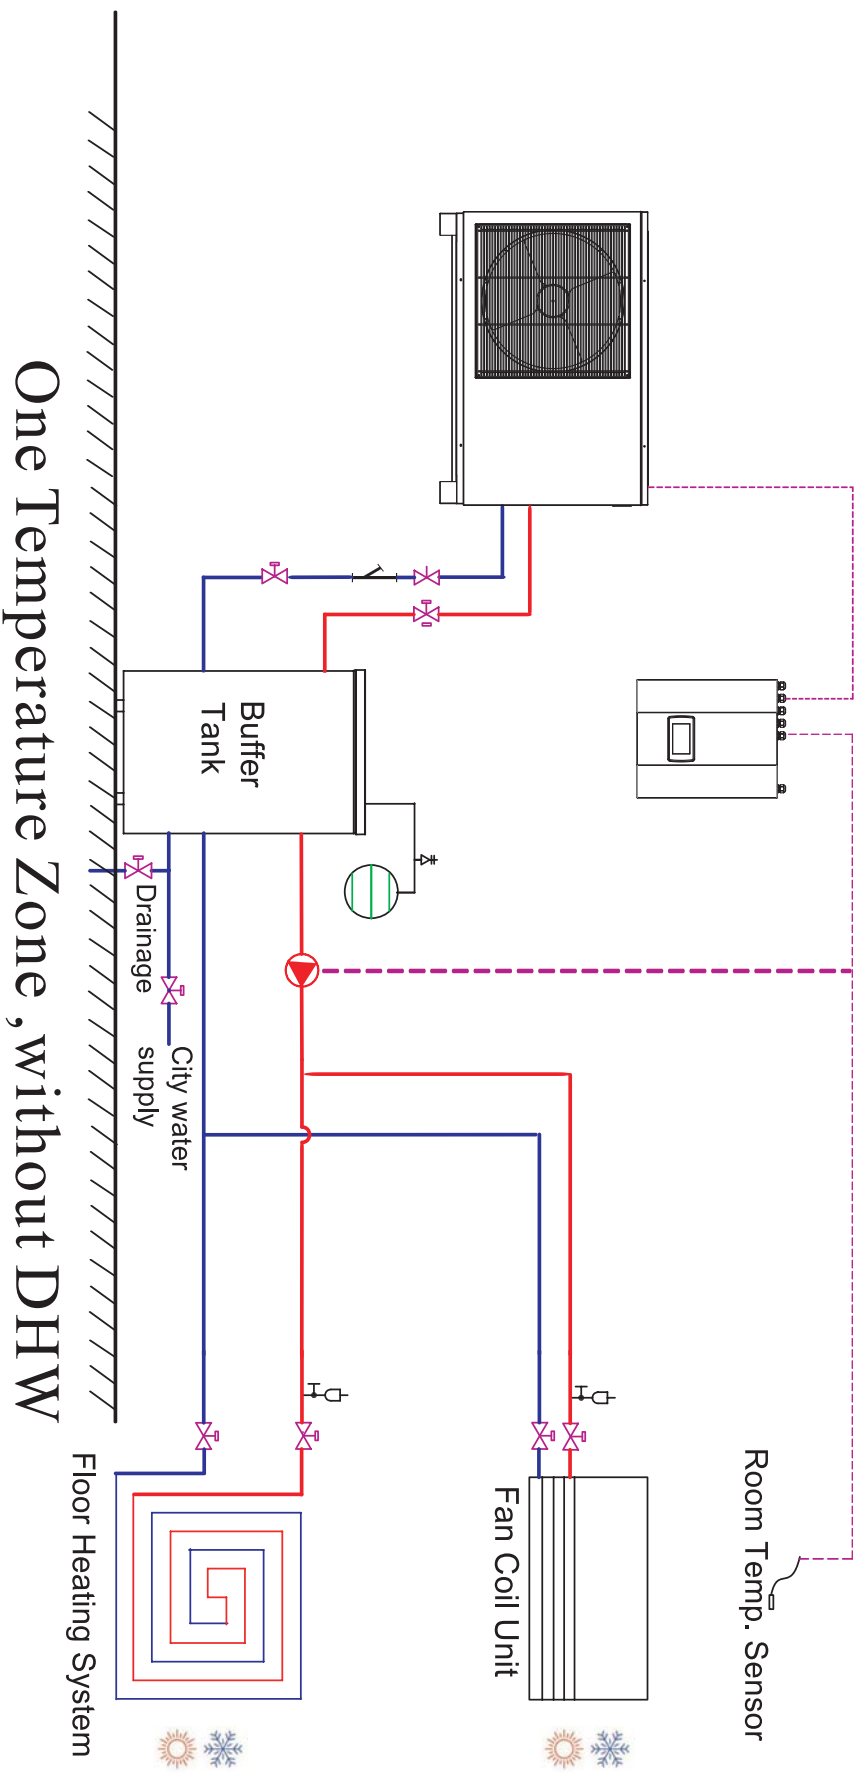 Room Temp. Sensor
Fan Coil Unit
Buffer
Tank
Drainage
City water
supply
Floor Heating System
One Temperature Zone ,without DHW